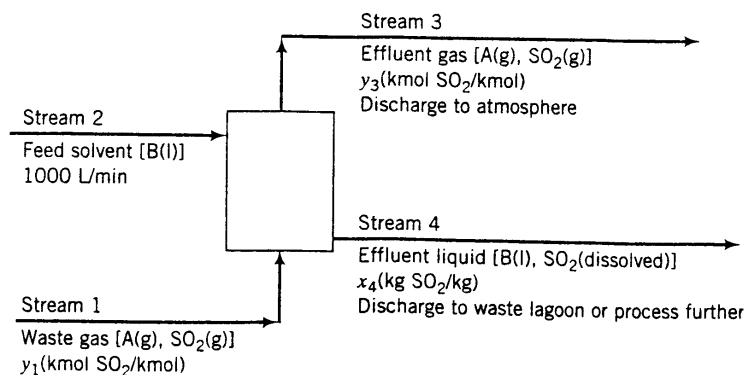 Stream 3
Effluent gas [A(g), SO₂(g)]
y₃(kmol SO₂/kmol)
Discharge to atmosphere
Stream 2
Feed solvent [B(l)]
1000 L/min
Stream 4
Effluent liquid [B(l), SO₂(dissolved)]
x₄(kg SO₂/kg)
Discharge to waste lagoon or process further
Stream 1
Waste gas [A(g), SO₂(g)]
y₁(kmol SO₂/kmol)